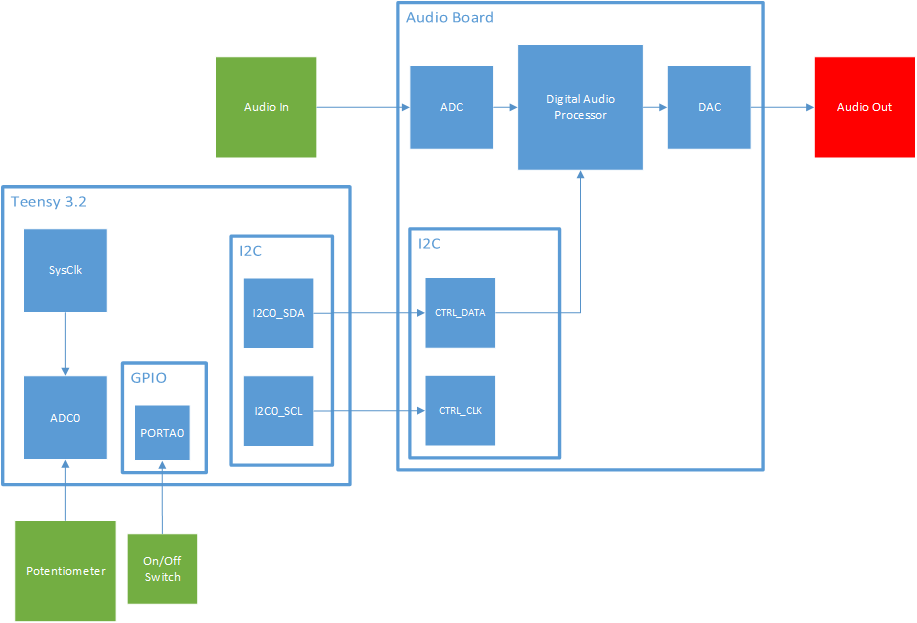 Audio Board
Audio In
ADC
Digital Audio
Processor
DAC
Audio Out
Teensy 3.2
SysClk
I2C
I2C0_SDA
I2C
CTRL_DATA
ADC0
GPIO
PORTA0
I2C0_SCL
CTRL_CLK
Potentiometer
On/Off
Switch